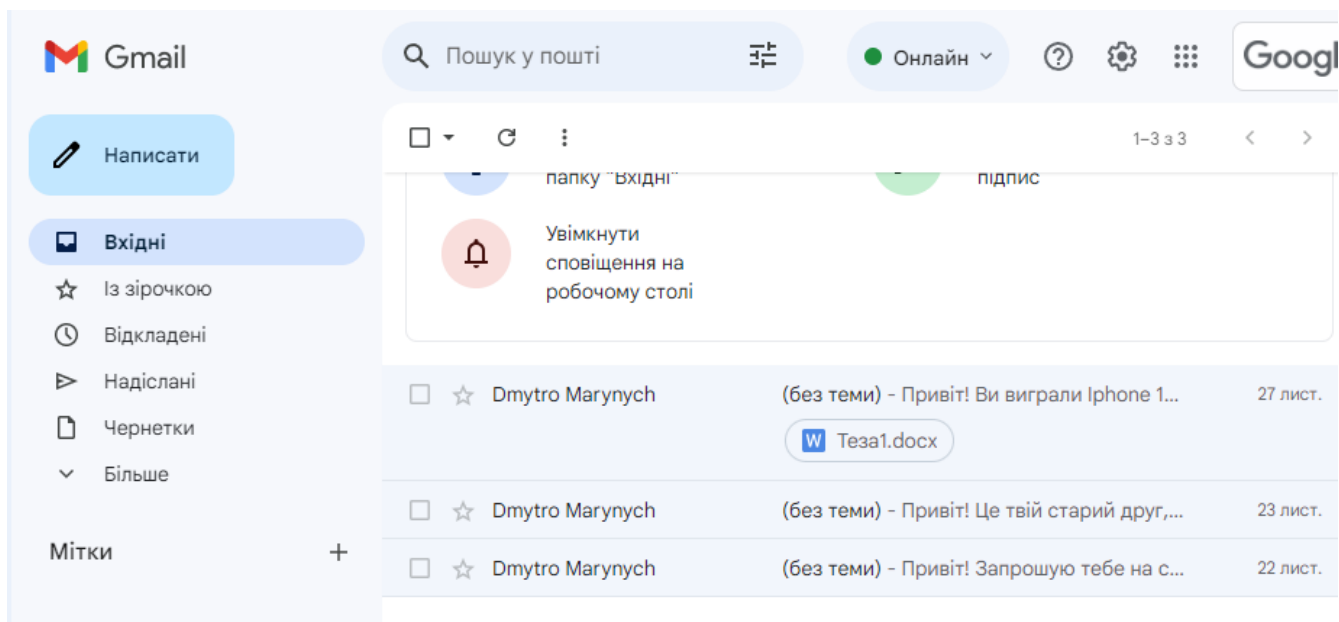 Gmail
Пошук у пошті
Онлайн
Googl
Написати
1–3 з 3
папку "Вхідні"
підпис
Вхідні
Увімкнути
сповіщення на
робочому столі
Із зірочкою
Відкладені
Надіслані
Dmytro Marynych (без теми) - Привіт! Ви виграли Iphone 1... 27 лист.
Чернетки
W Теза1.docx
Більше
Dmytro Marynych (без теми) - Привіт! Це твій старий друг,... 23 лист.
Мітки
Dmytro Marynych (без теми) - Привіт! Запрошую тебе на с... 22 лист.